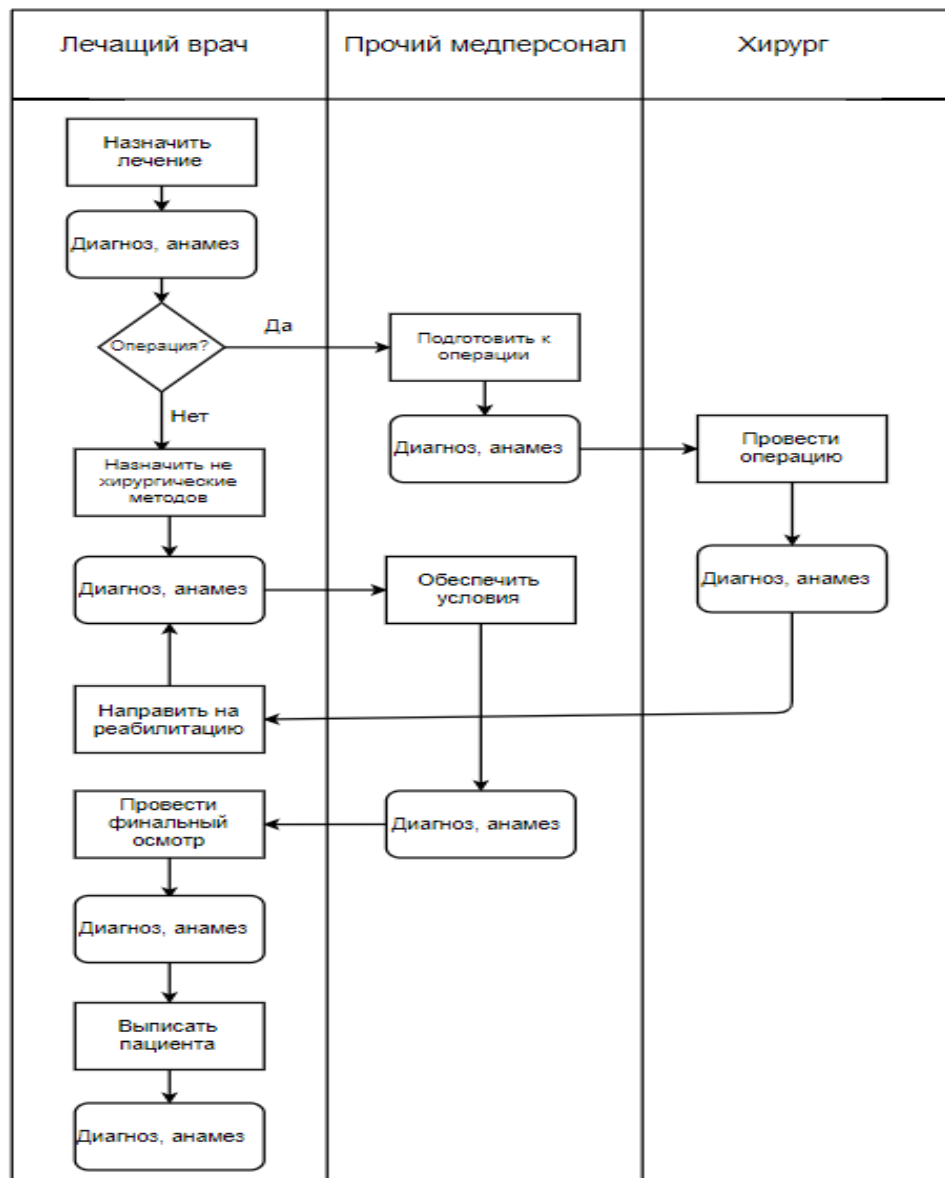 Лечащий врач
Прочий медперсонал
Хирург
Назначить
лечение
Диагноз, анамез
Операция?
Да
Нет
Подготовить к
операции
Диагноз, анамез
Провести
операцию
Назначить не
хирургические
методов
Диагноз, анамез
Обеспечить
условия
Диагноз, анамез
Направить на
реабилитацию
Провести
финальный
осмотр
Диагноз, анамез
Диагноз, анамез
Выписать
пациента
Диагноз, анамез